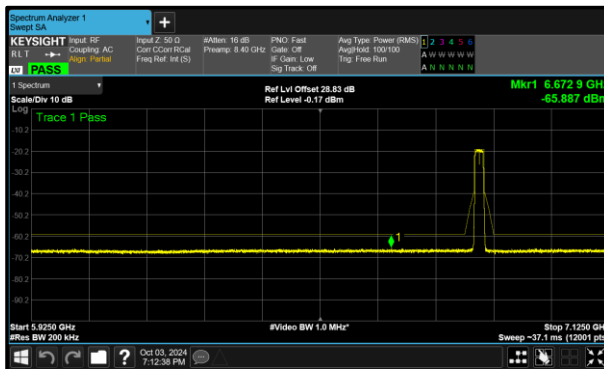 Spectrum Analyzer 1
Swept SA
KEYSIGHT
RLT
LXI PASS
Input: RF
Coupling: AC
Align: Partial
Input Z: 50 Ω
Corr CCorr RCal
Freq Ref: Int (S)
#Atten: 16 dB
Preamp: 8.40 GHz
PNO: Fast
Gate: Off
IF Gain: Low
Sig Track: Off
Avg Type: Power (RMS)
Avg|Hold: 100/100
Trig: Free Run
1 2 3 4 5 6
A W W W W W
A N N N N N
1 Spectrum
Scale/Div 10 dB
Log
Ref Lvl Offset 28.83 dB
Ref Level -0.17 dBm
Mkr1 6.672 9 GHz
-65.887 dBm
Trace 1 Pass
-10.2
-20.2
-30.2
-40.2
-50.2
-60.2
-70.2
-80.2
-90.2
1
Start 5.9250 GHz
#Res BW 200 kHz
#Video BW 1.0 MHz*
Stop 7.1250 GHz
Sweep ~37.1 ms (12001 pts)
Oct 03, 2024
7:12:38 PM